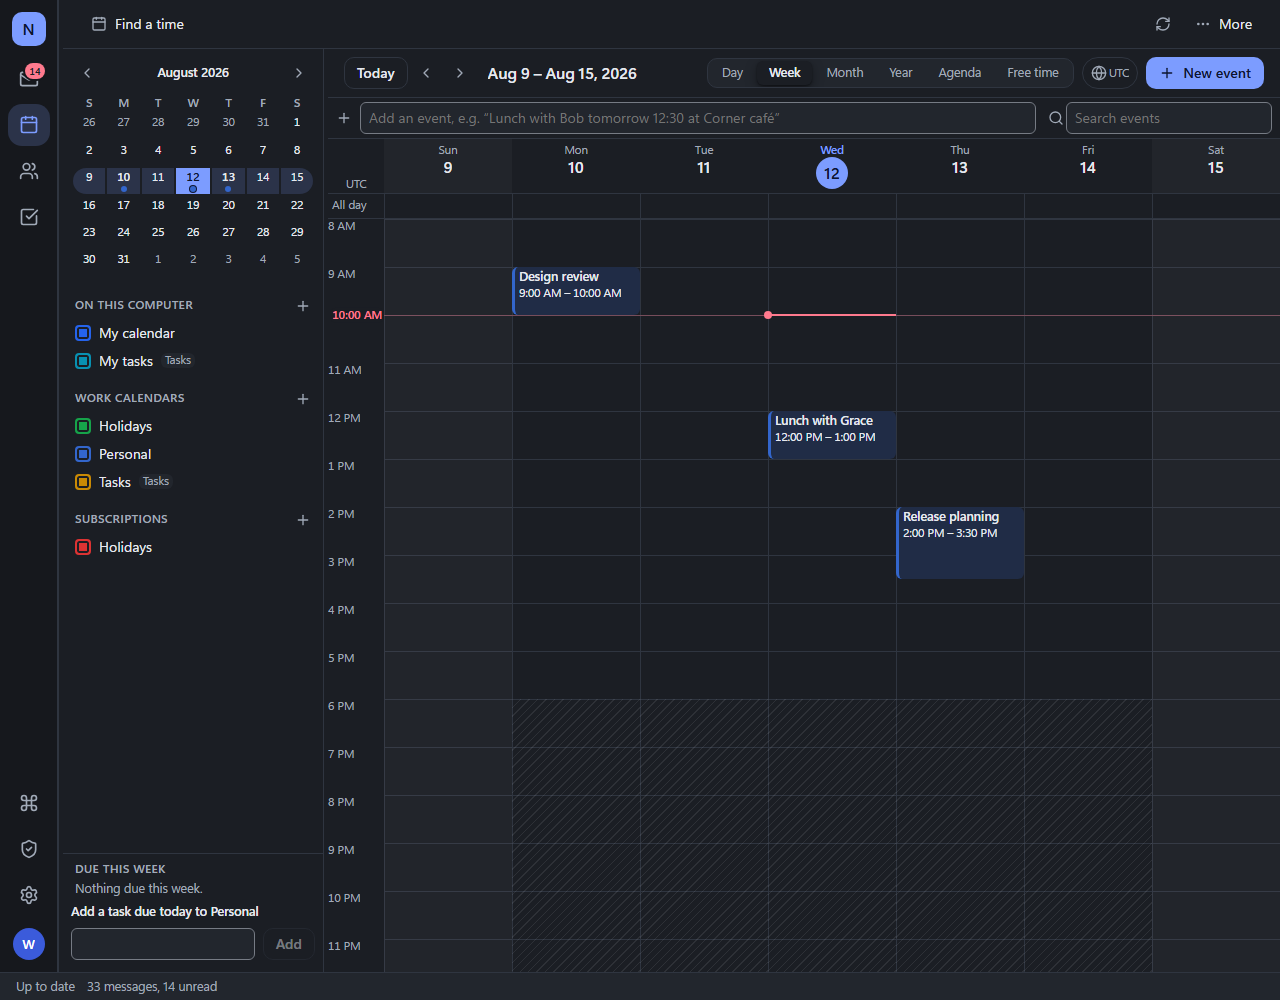 N
Find a time
More
14
August 2026
S M T W T F S
26 27 28 29 30 31 1
2 3 4 5 6 7 8
9 10 11 12 13 14 15
16 17 18 19 20 21 22
23 24 25 26 27 28 29
30 31 1 2 3 4 5
ON THIS COMPUTER
My calendar
My tasks Tasks
WORK CALENDARS
Holidays
Personal
Tasks Tasks
SUBSCRIPTIONS
Holidays
DUE THIS WEEK
Nothing due this week.
Add a task due today to Personal
Add
W
Today
Aug 9 – Aug 15, 2026
Day Week Month Year Agenda Free time
UTC
New event
Add an event, e.g. “Lunch with Bob tomorrow 12:30 at Corner café”
Search events
Sun Mon Tue Wed Thu Fri Sat
9 10 11 12 13 14 15
UTC
All day
8 AM
9 AM
Design review
9:00 AM – 10:00 AM
10:00 AM
11 AM
12 PM
Lunch with Grace
12:00 PM – 1:00 PM
1 PM
2 PM
Release planning
2:00 PM – 3:30 PM
3 PM
4 PM
5 PM
6 PM
7 PM
8 PM
9 PM
10 PM
11 PM
Up to date 33 messages, 14 unread